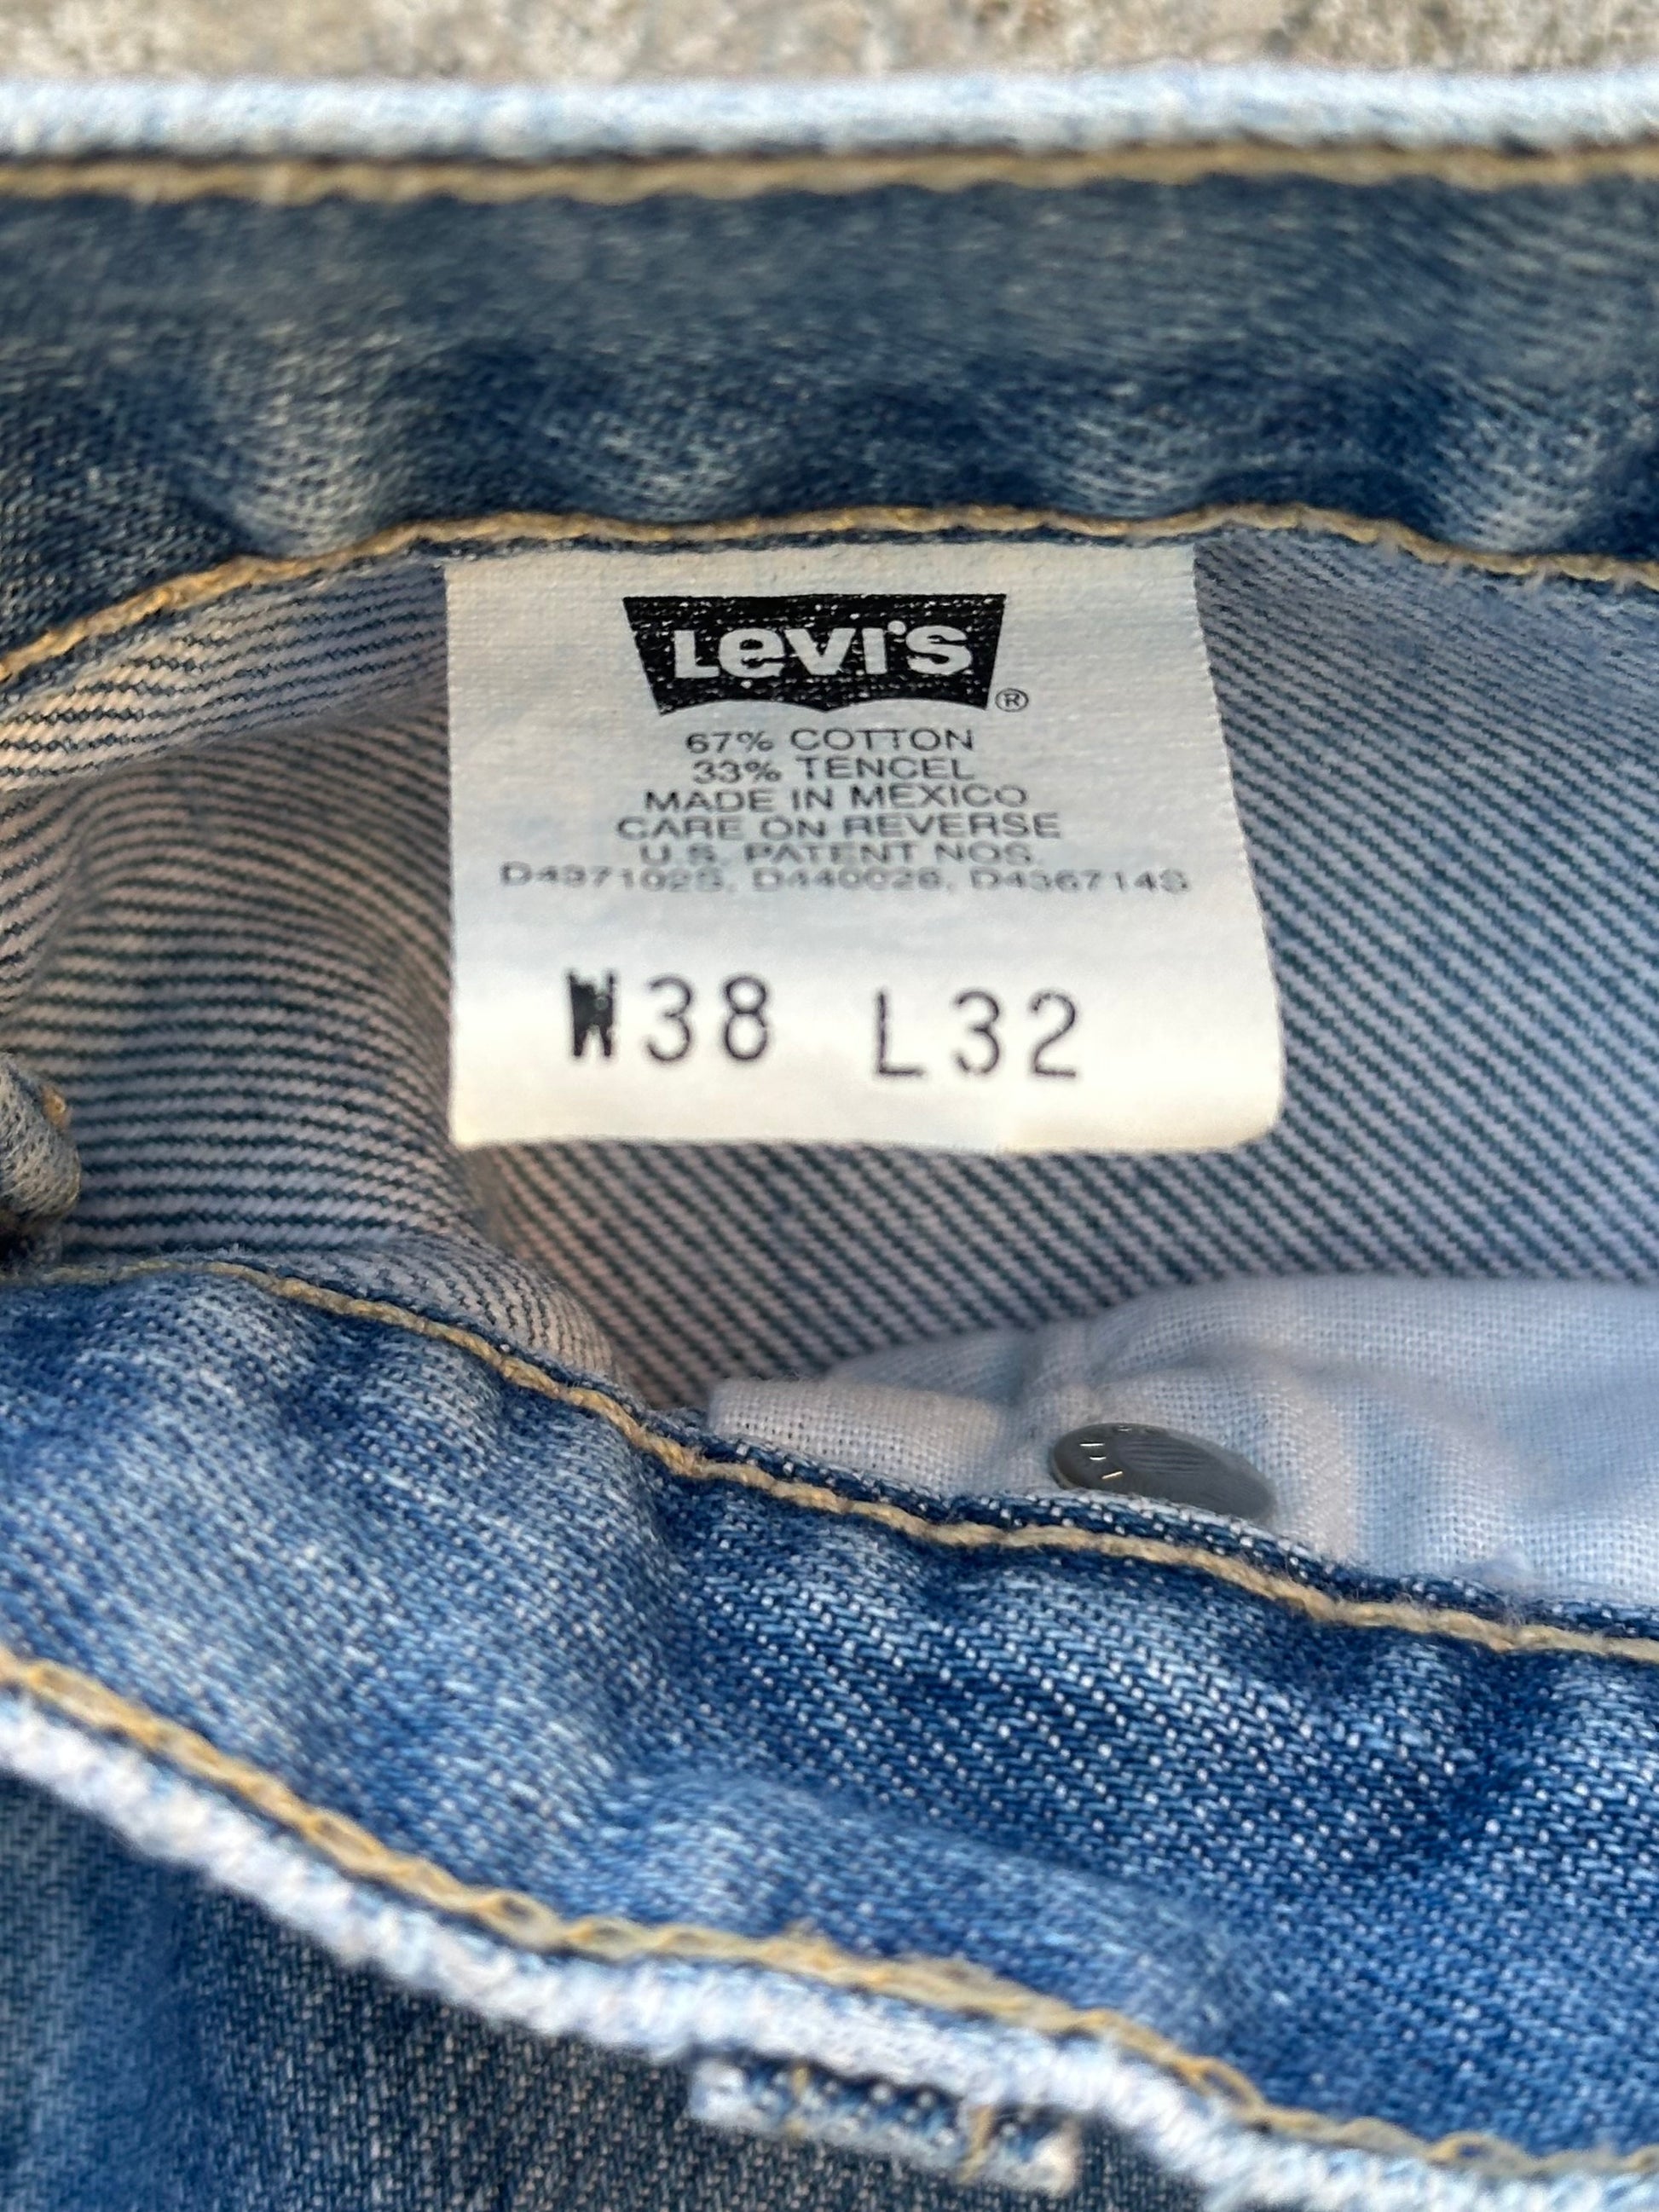 LEVI'S ®
67% COTTON
33% TENCEL
MADE IN MEXICO
CARE ON REVERSE
U.S. PATENT NOS.
W38 L32